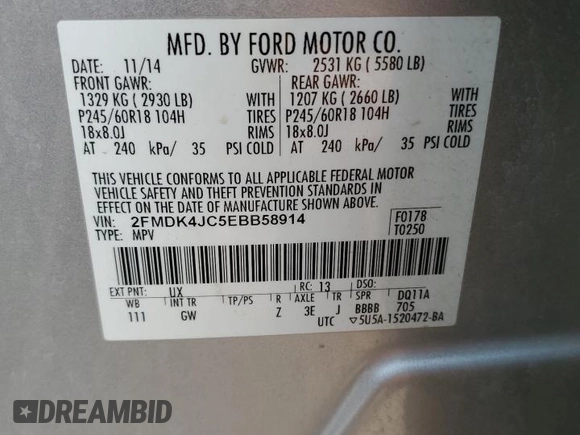 MFD. BY FORD MOTOR CO.
DATE: 11/14 GVWR: 2531 KG ( 5580 LB)
FRONT GAWR: REAR GAWR:
1329 KG ( 2930 LB) WITH 1207 KG ( 2660 LB) WITH
P245/60R18 104H TIRES P245/60R18 104H TIRES
18x8.0J RIMS 18x8.0J RIMS
AT 240 kPa/ 35 PSI COLD AT 240 kPa/ 35 PSI COLD
THIS VEHICLE CONFORMS TO ALL APPLICABLE FEDERAL MOTOR
VEHICLE SAFETY AND THEFT PREVENTION STANDARDS IN
EFFECT ON THE DATE OF MANUFACTURE SHOWN ABOVE.
VIN: 2FMDK4JC5EBB58914 F0178
TYPE: MPV T0250
EXT PNT: UX RC: 13 DSO:
WB INT TR TP/PS R AXLE TR SPR DQ11A
111 GW Z 3E J BBBB 705
UTC ▽5U5A-1520472-BA
DREAMBID